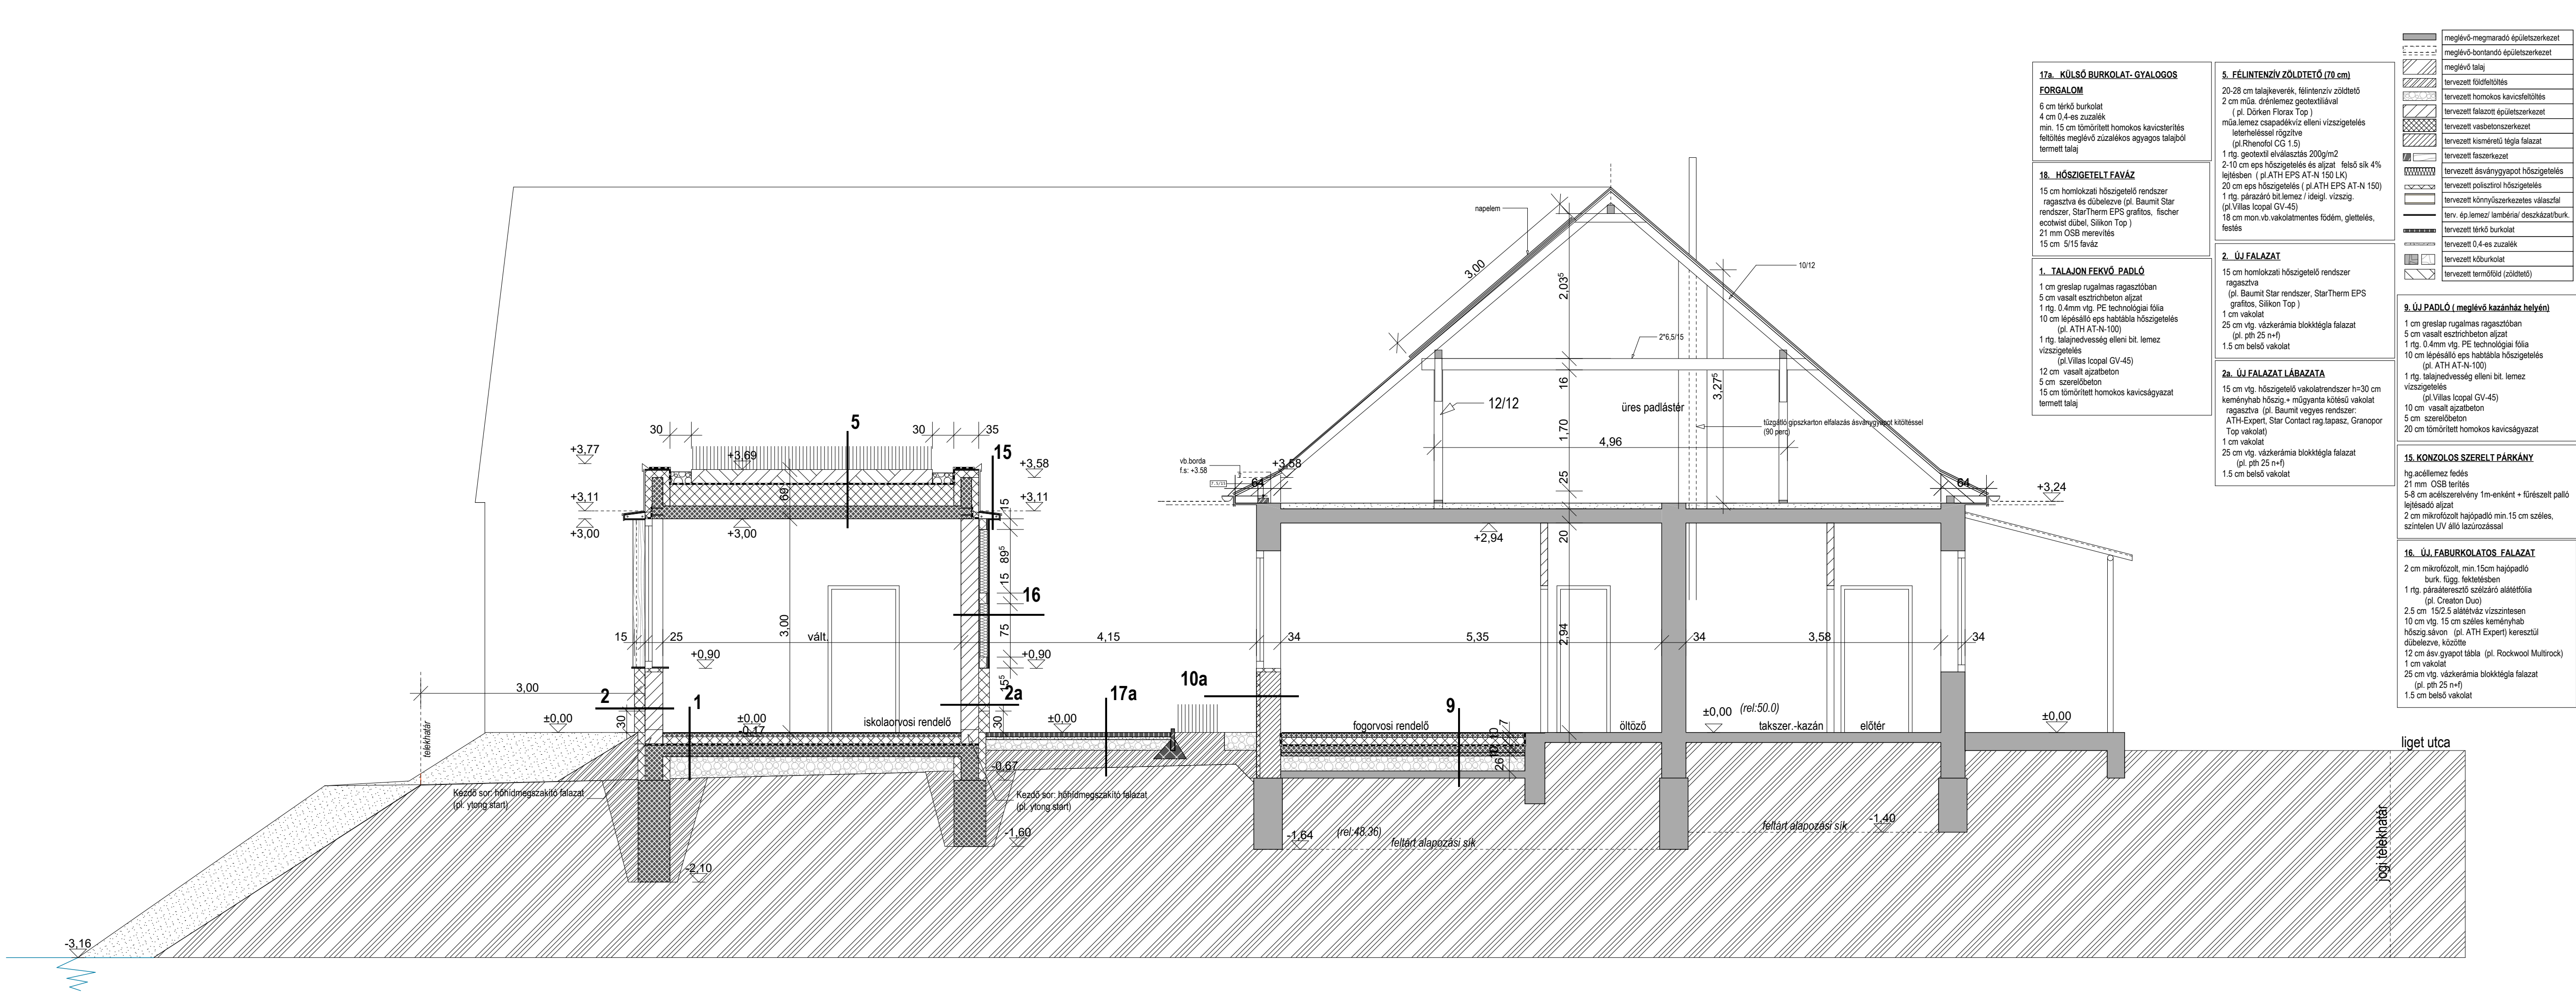 meglévő-megmaradó épületszerkezet
meglévő-bontandó épületszerkezet
meglévő talaj
tervezett földfeltöltés
tervezett homokos kavicsfeltöltés
tervezett falazott épületszerkezet
tervezett vasbetonszerkezet
tervezett kisméretű tégla falazat
tervezett faszerkezet
tervezett ásványgyapot hőszigetelés
tervezett polisztirol hőszigetelés
tervezett könnyűszerkezetes válaszfal
terv. ép.lemez/ lambéria/ deszkázat/burk.
tervezett térkő burkolat
tervezett 0,4-es zuzalék
tervezett kőburkolat
tervezett termőföld (zöldtető)
17a. KÜLSŐ BURKOLAT- GYALOGOS
FORGALOM
6 cm térkő burkolat
4 cm 0,4-es zuzalék
min. 15 cm tömörített homokos kavicsterítés
feltöltés meglévő zúzalékos agyagos talajból
termett talaj
18. HŐSZIGETELT FAVÁZ
15 cm homlokzati hőszigetelő rendszer
ragasztva és dübelezve (pl. Baumit Star
rendszer, StarTherm EPS grafitos, fischer
ecotwist dübel, Silikon Top )
21 mm OSB merevítés
15 cm 5/15 faváz
1. TALAJON FEKVŐ PADLÓ
1 cm greslap rugalmas ragasztóban
5 cm vasalt esztrichbeton aljzat
1 rtg. 0.4mm vtg. PE technológiai fólia
10 cm lépésálló eps habtábla hőszigetelés
(pl. ATH AT-N-100)
1 rtg. talajnedvesség elleni bit. lemez
vízszigetelés
(pl.Villas Icopal GV-45)
12 cm vasalt ajzatbeton
5 cm szerelőbeton
15 cm tömörített homokos kavicságyazat
termett talaj
5. FÉLINTENZÍV ZÖLDTETŐ (70 cm)
20-28 cm talajkeverék, félintenzív zöldtető
2 cm műa. drénlemez geotextiliával
( pl. Dörken Florax Top )
műa.lemez csapadékvíz elleni vízszigetelés
leterheléssel rögzítve
(pl.Rhenofol CG 1.5)
1 rtg. geotextil elválasztás 200g/m2
2-10 cm eps hőszigetelés és aljzat felső sík 4%
lejtésben ( pl.ATH EPS AT-N 150 LK)
20 cm eps hőszigetelés ( pl.ATH EPS AT-N 150)
1 rtg. párazáró bit.lemez / ideigl. vízszig.
(pl.Villas Icopal GV-45)
18 cm mon.vb.vakolatmentes födém, glettelés,
festés
2. ÚJ FALAZAT
15 cm homlokzati hőszigetelő rendszer
ragasztva
(pl. Baumit Star rendszer, StarTherm EPS
grafitos, Silikon Top )
1 cm vakolat
25 cm vtg. vázkerámia blokktégla falazat
(pl. pth 25 n+f)
1.5 cm belső vakolat
2a. ÚJ FALAZAT LÁBAZATA
15 cm vtg. hőszigetelő vakolatrendszer h=30 cm
keményhab hőszig.+ műgyanta kötésű vakolat
ragasztva (pl. Baumit vegyes rendszer:
ATH-Expert, Star Contact rag.tapasz, Granopor
Top vakolat)
1 cm vakolat
25 cm vtg. vázkerámia blokktégla falazat
(pl. pth 25 n+f)
1.5 cm belső vakolat
9. ÚJ PADLÓ ( meglévő kazánház helyén)
1 cm greslap rugalmas ragasztóban
5 cm vasalt esztrichbeton aljzat
1 rtg. 0.4mm vtg. PE technológiai fólia
10 cm lépésálló eps habtábla hőszigetelés
(pl. ATH AT-N-100)
1 rtg. talajnedvesség elleni bit. lemez
vízszigetelés
(pl.Villas Icopal GV-45)
10 cm vasalt ajzatbeton
5 cm szerelőbeton
20 cm tömörített homokos kavicságyazat
15. KONZOLOS SZERELT PÁRKÁNY
hg.acéllemez fedés
21 mm OSB terítés
5-8 cm acélszerelvény 1m-enként + fűrészelt palló
lejtésadó aljzat
2 cm mikrofózolt hajópadló min.15 cm széles,
színtelen UV álló lazúrozással
16. ÚJ, FABURKOLATOS FALAZAT
2 cm mikrofózolt, min.15cm hajópadló
burk. függ. fektetésben
1 rtg. páraáteresztő szélzáró alátétfólia
(pl. Creaton Duo)
2.5 cm 15/2.5 alátétváz vízszintesen
10 cm vtg. 15 cm széles keményhab
hőszig.sávon (pl. ATH Expert) keresztül
dübelezve, közötte
12 cm ásv.gyapot tábla (pl. Rockwool Multirock)
1 cm vakolat
25 cm vtg. vázkerámia blokktégla falazat
(pl. pth 25 n+f)
1.5 cm belső vakolat
napelem
3,00
2,03⁵
10/12
2*6,5/15
16
3,27⁵
12/12
üres padlástér
1,70
tűzgátló gipszkarton elfalazás ásványgyapot kitöltéssel
(90 perc)
4,96
vb.borda
f.s: +3.58
+3,58
64
25
64
+3,24
5
30
30
35
15
+3,77
+3,69
+3,58
+3,11
+3,11
15
+3,00
+3,00
+2,94
20
89⁵
15
16
75
3,00
15
25
vált.
4,15
34
5,35
2,94
34
3,58
34
+0,90
+0,90
15⁵
3,00
2
1
2a
17a
10a
9
30
30
±0,00
±0,00
-0,17
iskolaorvosi rendelő
±0,00
fogorvosi rendelő
öltöző
±0,00
(rel:50.0)
takszer.-kazán
előtér
±0,00
telekhatár
liget utca
-0,67
7
10
26
Kezdő sor: hőhídmegszakító falazat
(pl. ytong start)
Kezdő sor: hőhídmegszakító falazat
(pl. ytong start)
-1,60
-1,64
(rel:48,36)
feltárt alapozási sík
feltárt alapozási sík
-1,40
-2,10
jogi telekhatár
-3,16